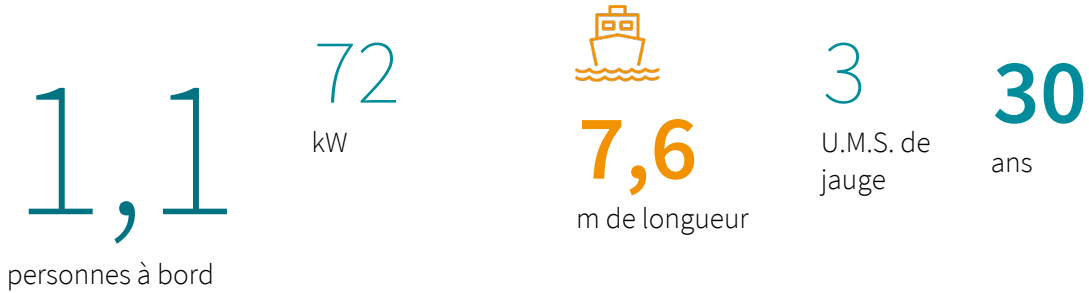 1,1
personnes à bord
72
kW
7,6
m de longueur
3
U.M.S. de
jauge
30
ans